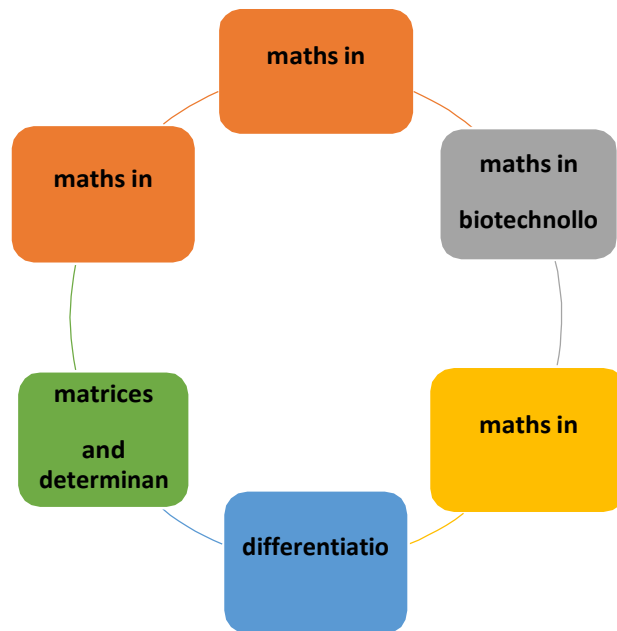 maths in
maths in
biotechnollo
maths in
differentiatio
matrices
and
determinan
maths in